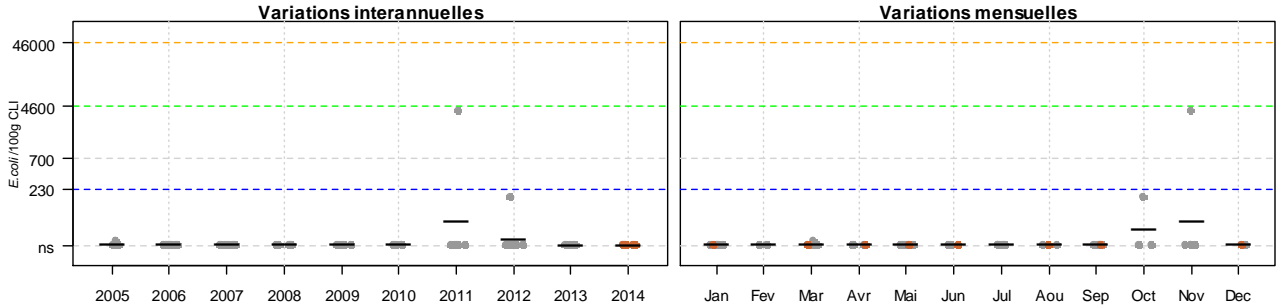 Variations interannuelles
Variations mensuelles
E.coli/100g CLI
46000
4600
700
230
ns
2005 2006 2007 2008 2009 2010 2011 2012 2013 2014
Jan Fev Mar Avr Mai Jun Jul Aou Sep Oct Nov Dec